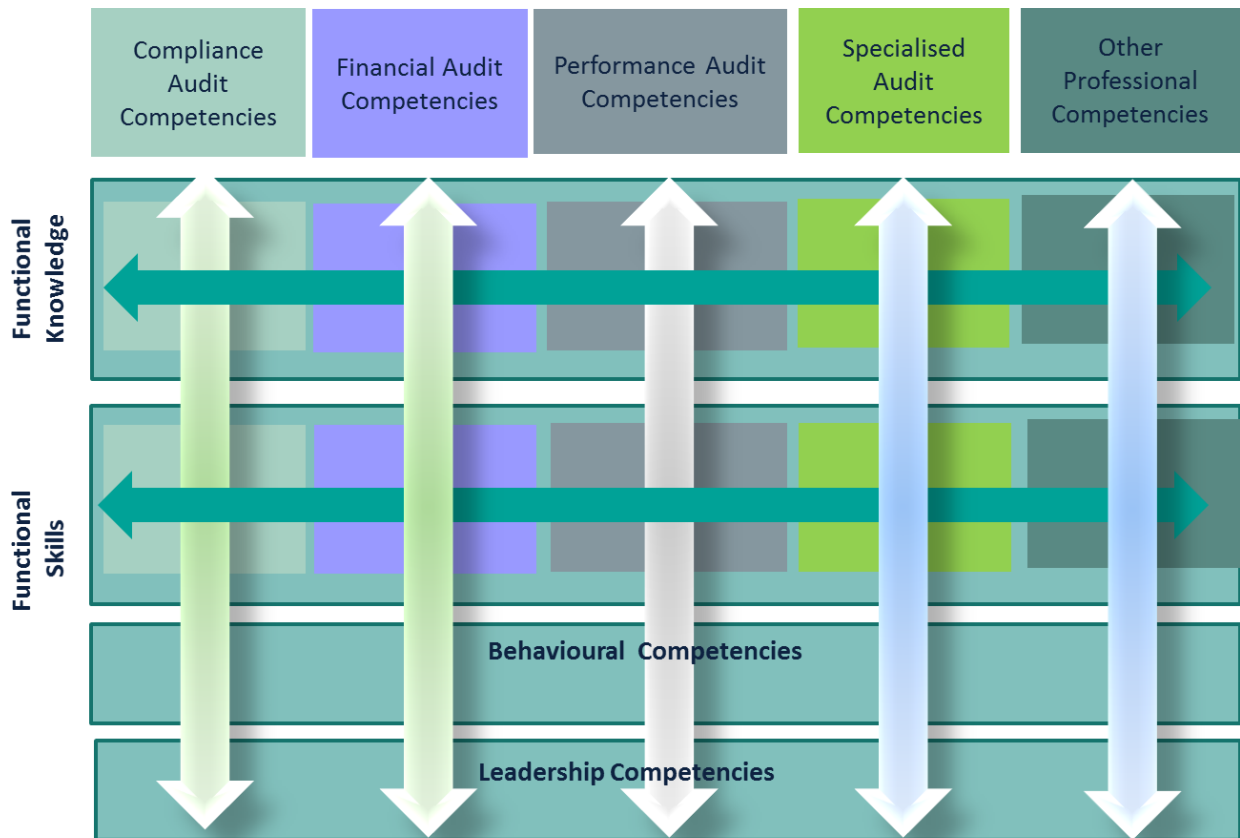 Compliance
Audit
Competencies
Financial Audit
Competencies
Performance Audit
Competencies
Specialised
Audit
Competencies
Other
Professional
Competencies
Functional
Knowledge
Functional
Skills
Behavioural Competencies
Leadership Competencies